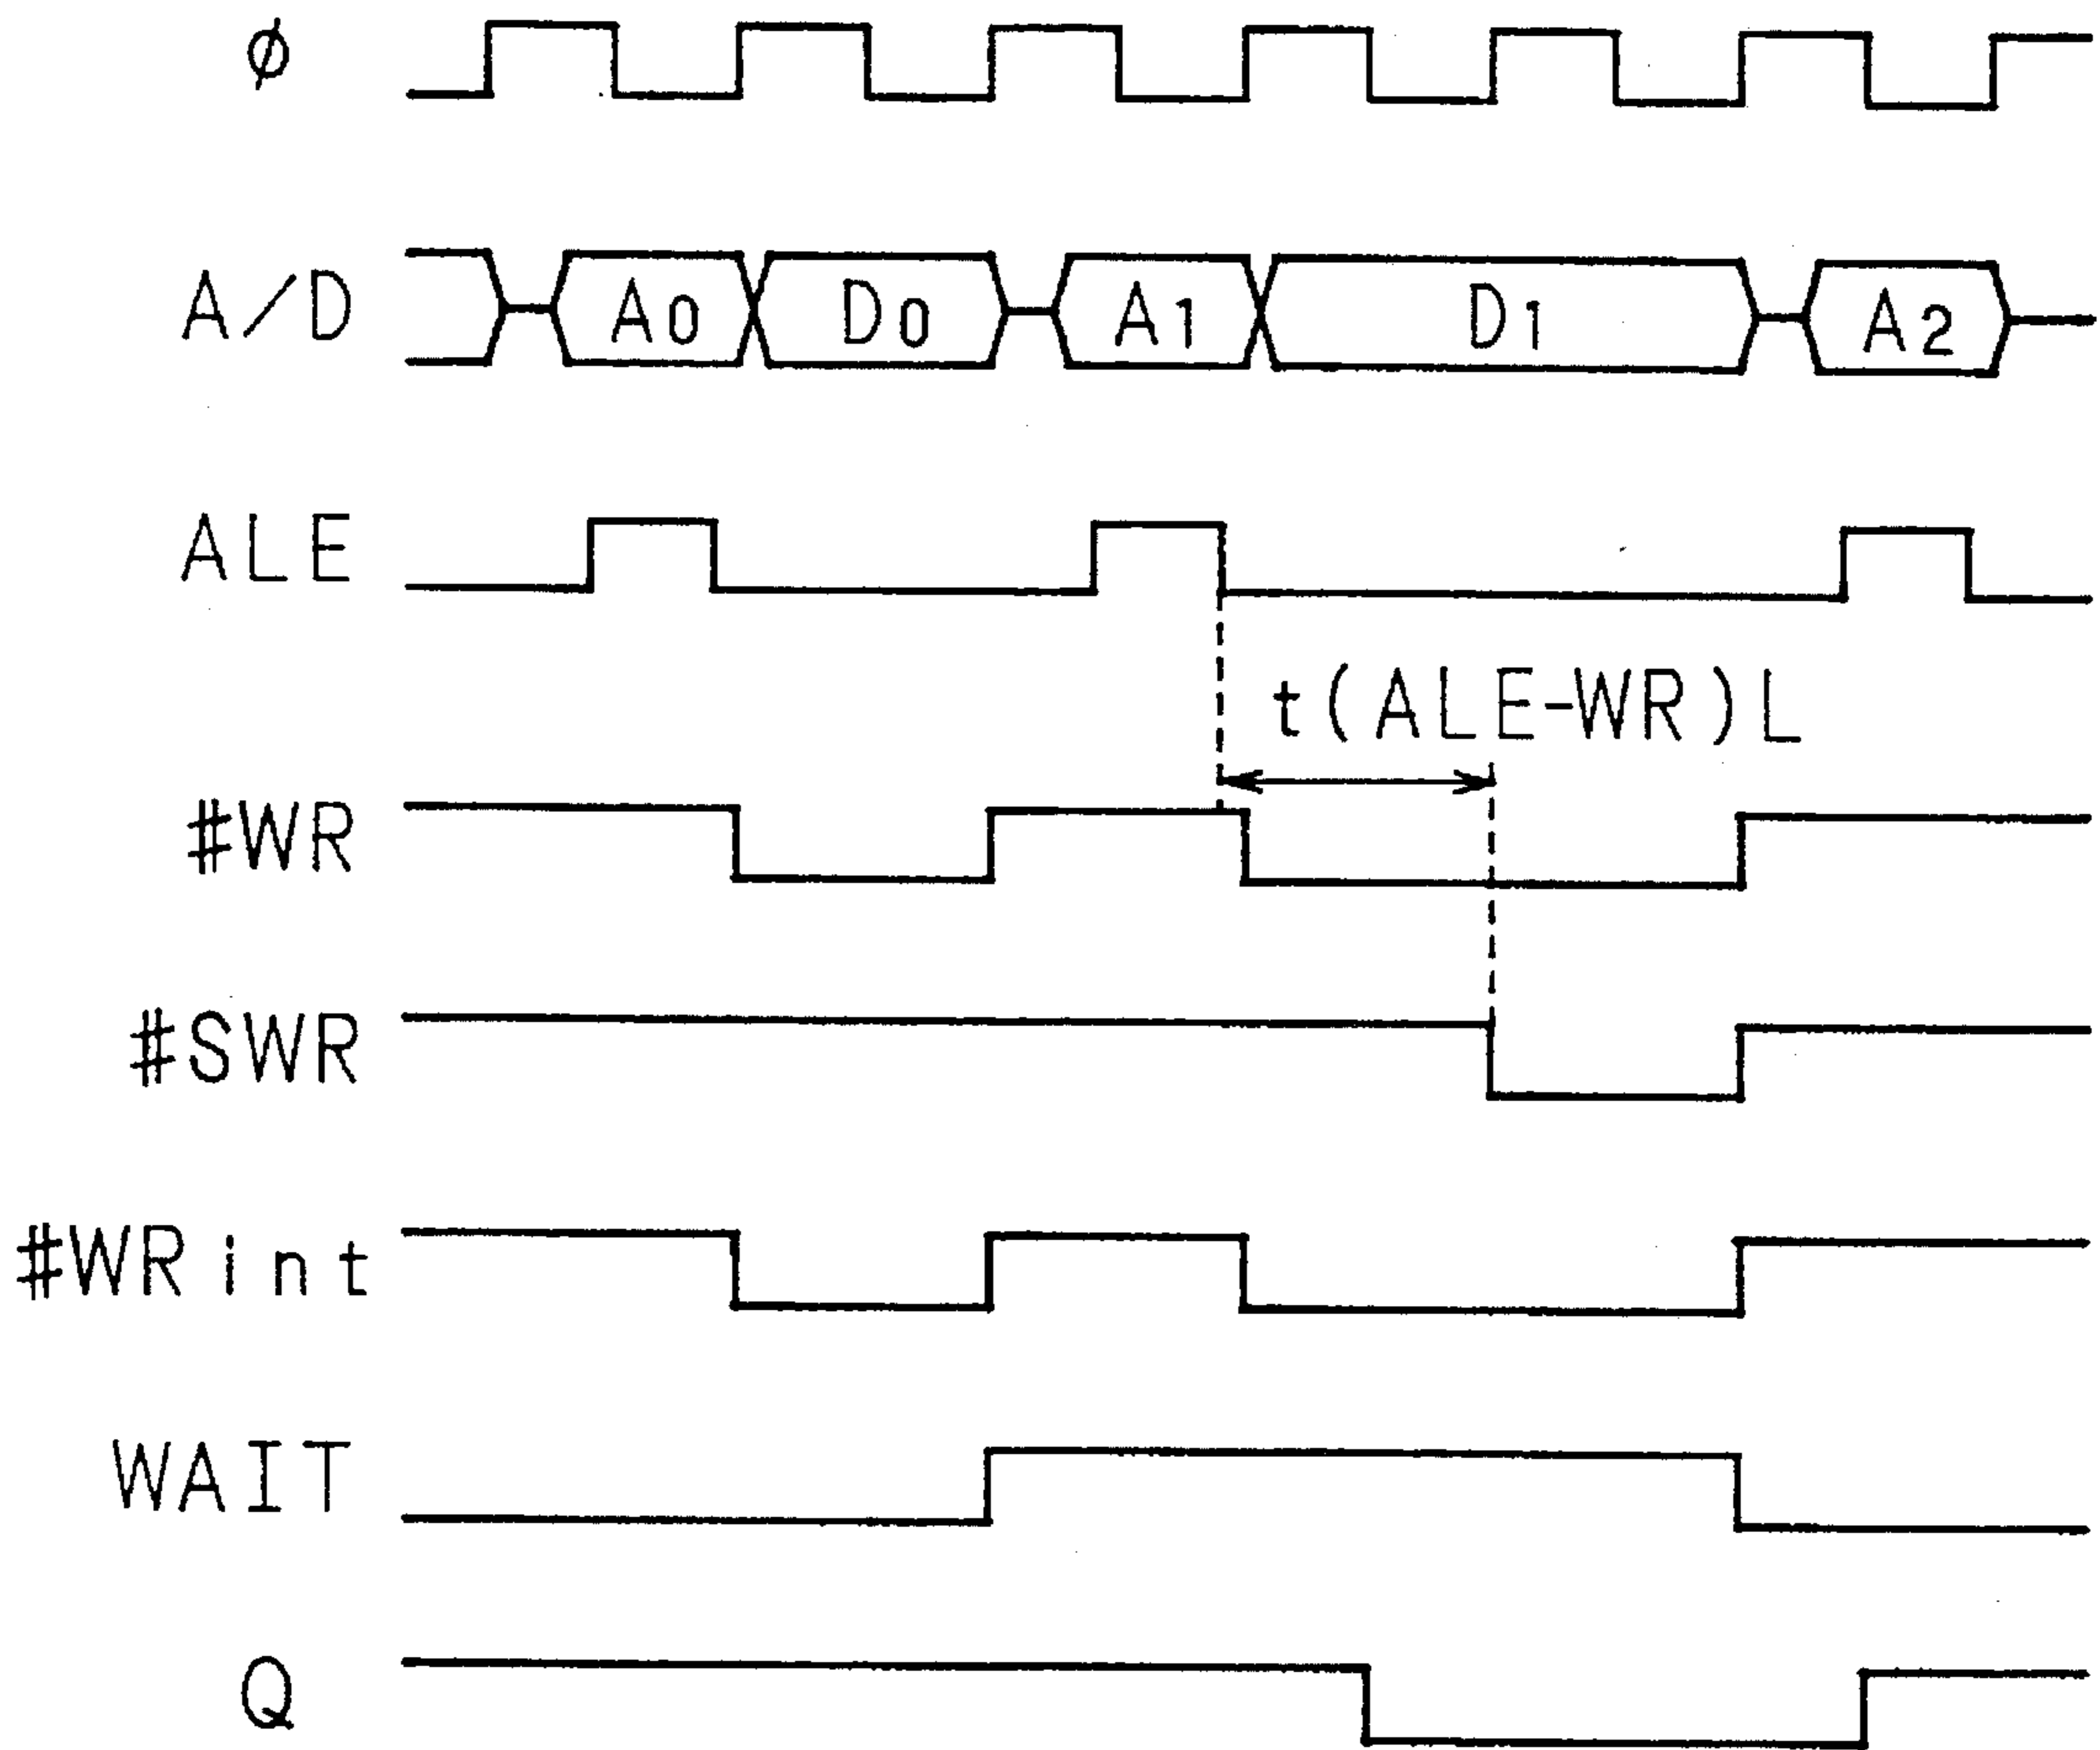 ø
A/D A0 D0 A1 D1 A2
ALE
t(ALE-WR)L
#WR
#SWR
#WRint
WAIT
Q